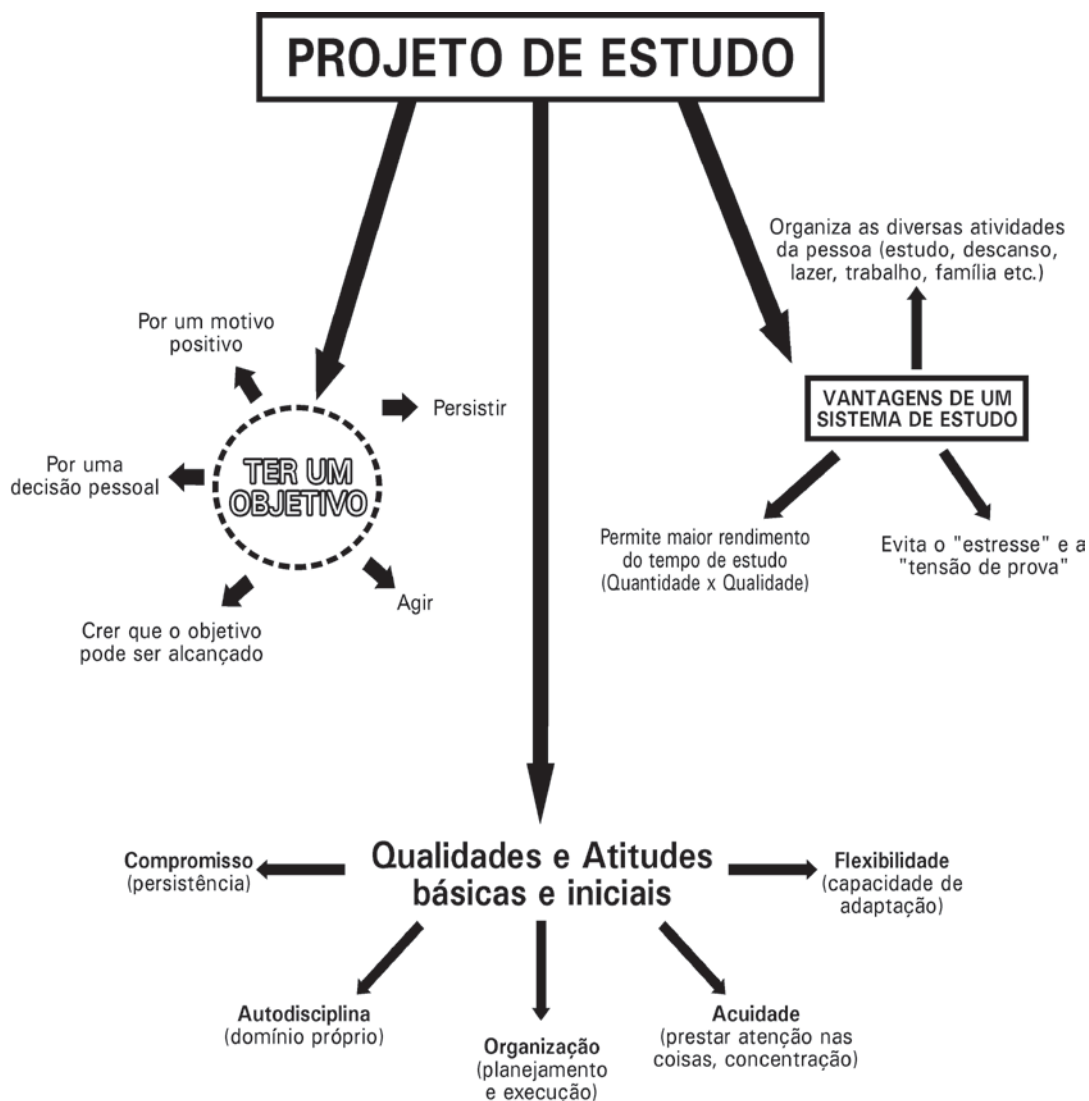 PROJETO DE ESTUDO
Organiza as diversas atividades
da pessoa (estudo, descanso,
lazer, trabalho, família etc.)
Por um motivo
positivo
Persistir
VANTAGENS DE UM
SISTEMA DE ESTUDO
Por uma
decisão pessoal
TER UM
OBJETIVO
Permite maior rendimento
do tempo de estudo
(Quantidade x Qualidade)
Evita o "estresse" e a
"tensão de prova"
Agir
Crer que o objetivo
pode ser alcançado
Qualidades e Atitudes
básicas e iniciais
Compromisso
(persistência)
Flexibilidade
(capacidade de
adaptação)
Autodisciplina
(domínio próprio)
Organização
(planejamento
e execução)
Acuidade
(prestar atenção nas
coisas, concentração)